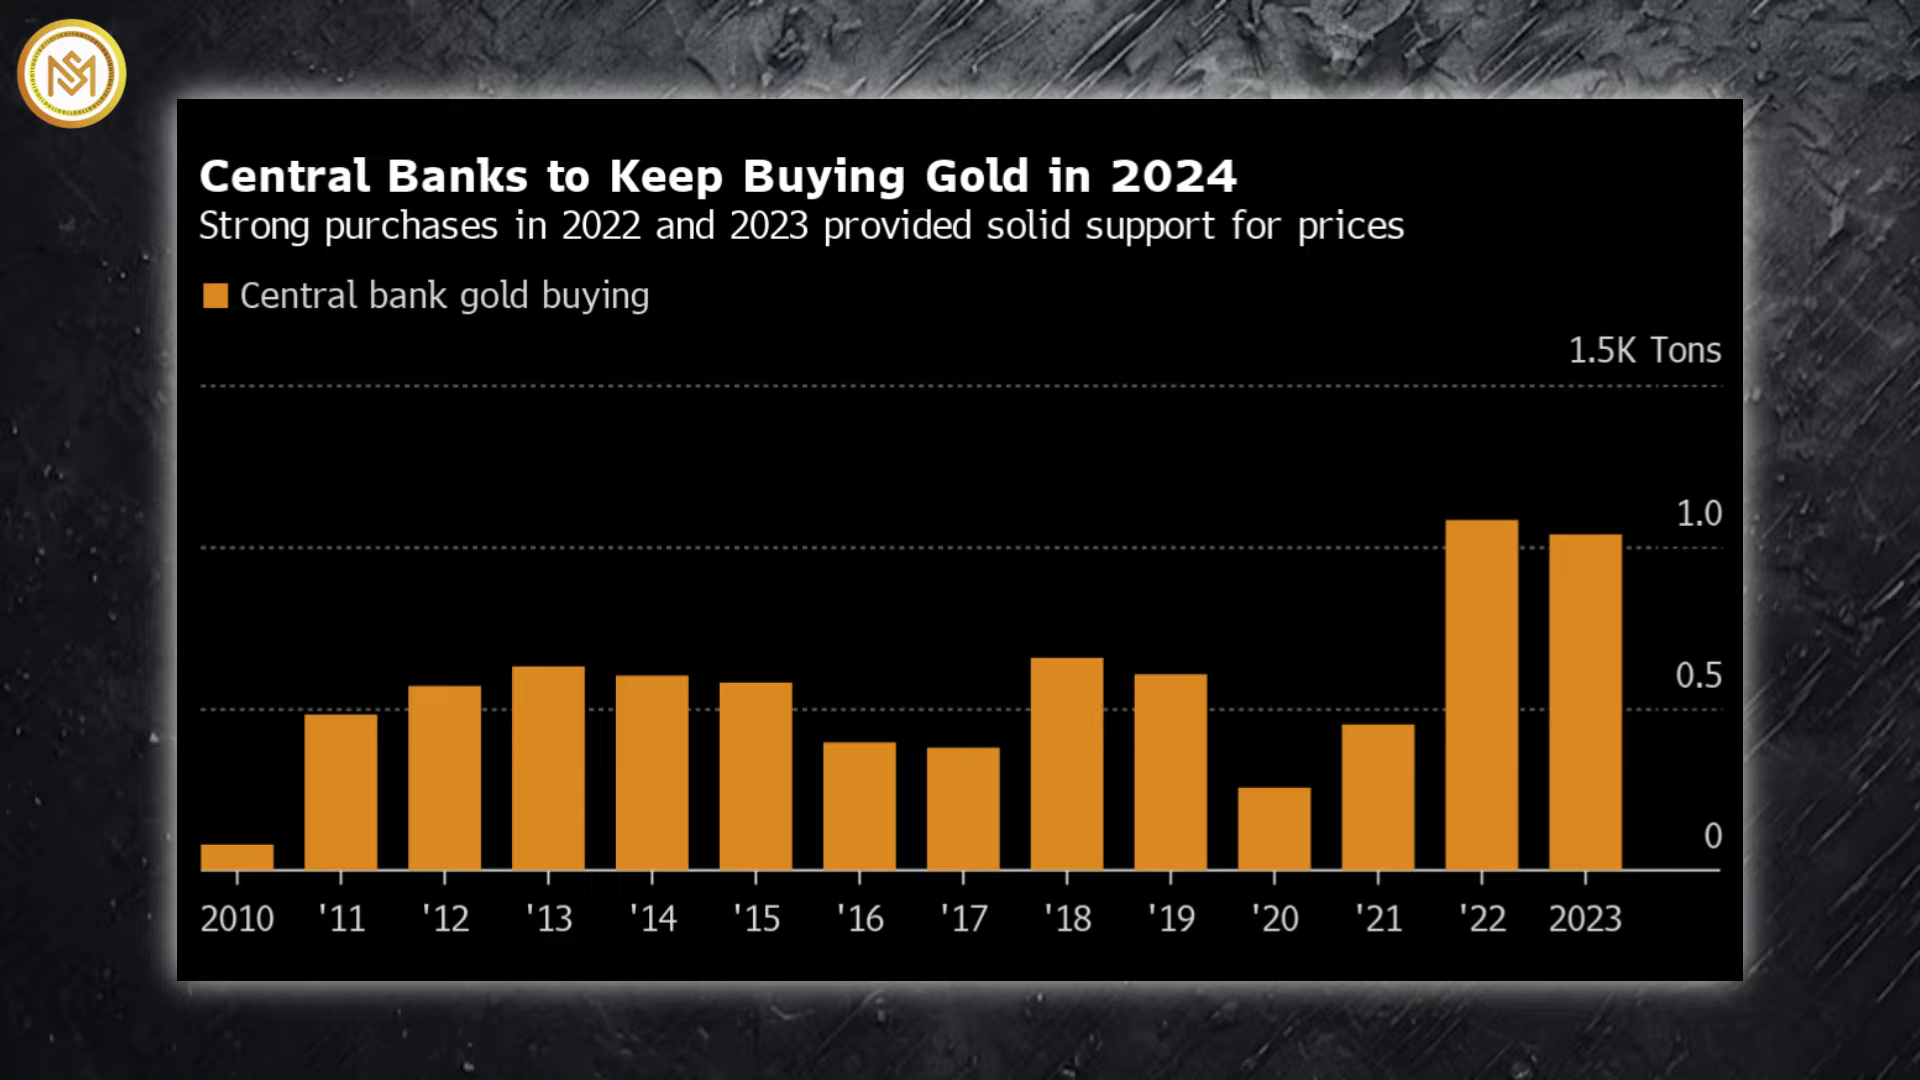 SM
Central Banks to Keep Buying Gold in 2024
Strong purchases in 2022 and 2023 provided solid support for prices
Central bank gold buying
1.5K Tons
1.0
0.5
0
2010 '11 '12 '13 '14 '15 '16 '17 '18 '19 '20 '21 '22 2023